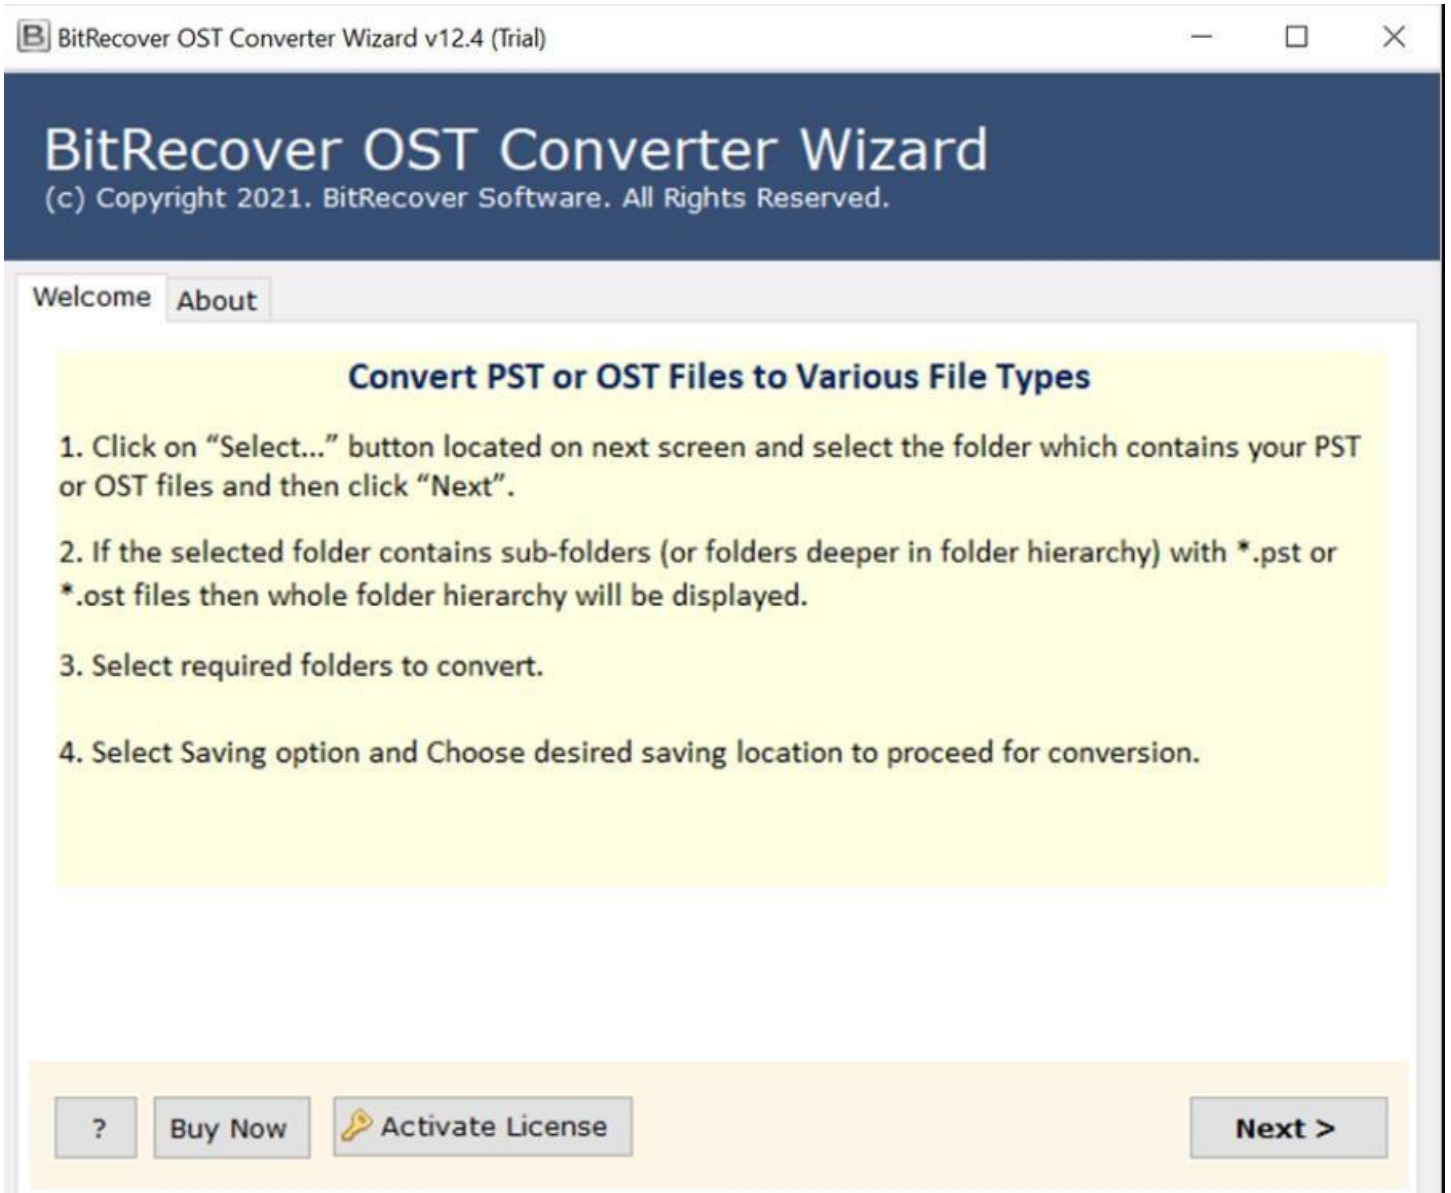 BitRecover OST Converter Wizard v12.4 (Trial)
BitRecover OST Converter Wizard
(c) Copyright 2021. BitRecover Software. All Rights Reserved.
Welcome About
Convert PST or OST Files to Various File Types
1. Click on “Select...” button located on next screen and select the folder which contains your PST
or OST files and then click “Next”.
2. If the selected folder contains sub-folders (or folders deeper in folder hierarchy) with *.pst or
*.ost files then whole folder hierarchy will be displayed.
3. Select required folders to convert.
4. Select Saving option and Choose desired saving location to proceed for conversion.
? Buy Now Activate License Next >